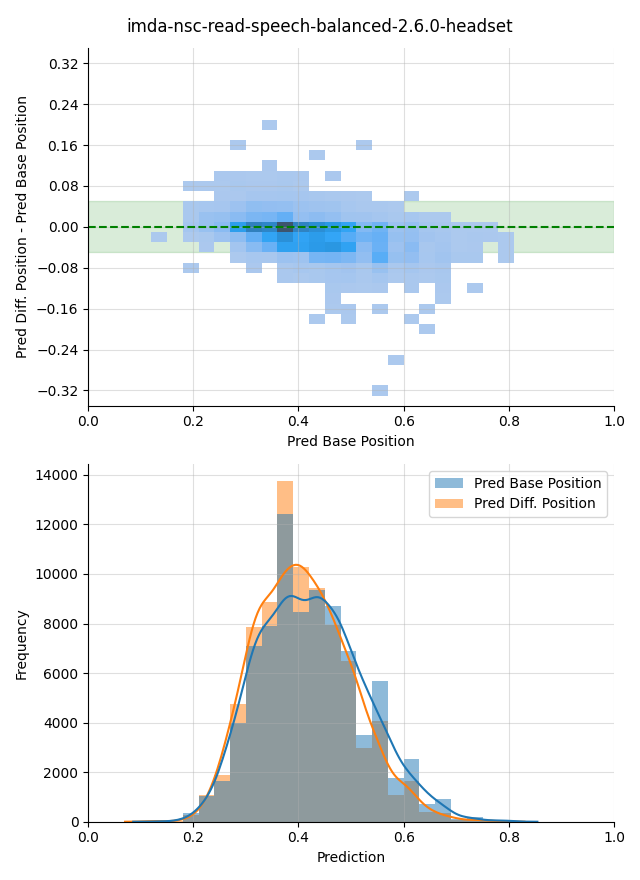 imda-nsc-read-speech-balanced-2.6.0-headset
Pred Diff. Position - Pred Base Position
0.32
0.24
0.16
0.08
0.00
−0.08
−0.16
−0.24
−0.32
0.0 0.2 0.4 0.6 0.8 1.0
Pred Base Position
Frequency
14000
12000
10000
8000
6000
4000
2000
0
Pred Base Position
Pred Diff. Position
0.0 0.2 0.4 0.6 0.8 1.0
Prediction